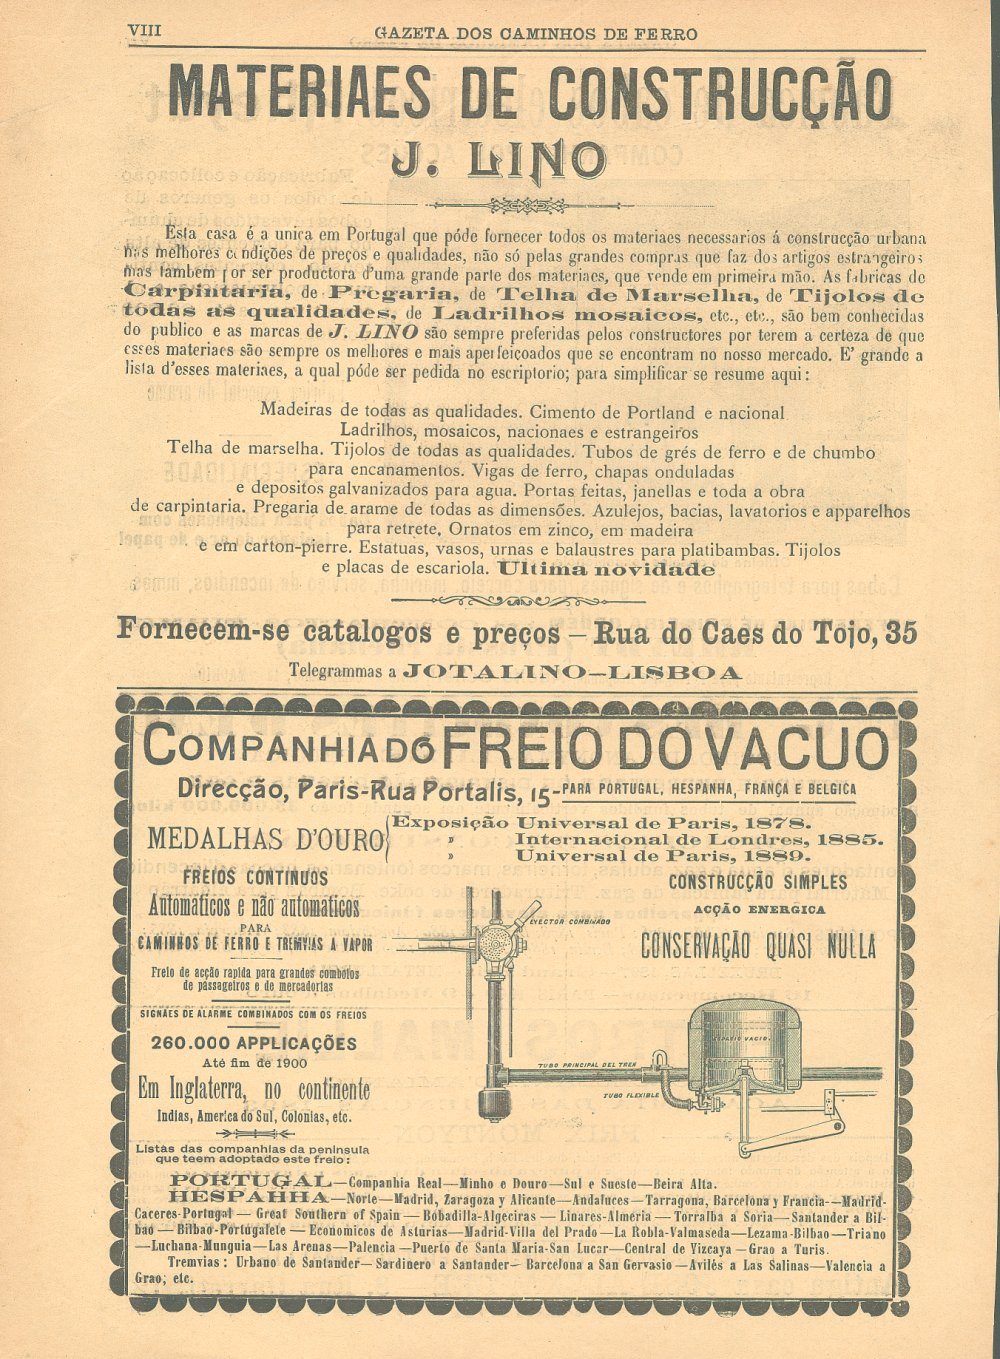 VIII
GAZETA DOS CAMINHOS DE FERRO
MATERIAES DE CONSTRUCÇÃO
J. LINO
Esta casa é a unica em Portugal que póde fornecer todos os materiaes necessarios á construcção urbana
nas melhores condições de preços e qualidades, não só pelas grandes compras que faz dos artigos estrangeiros
mas tambem por ser productora d'uma grande parte dos materiaes, que vende em primeira mão. As fabricas de
Carpintaria, de Pregaria, de Telha de Marselha, de Tijolos de
todas as qualidades, de Ladrilhos mosaicos, etc., etc., são bem conhecidas
do publico e as marcas de J. LINO são sempre preferidas pelos constructores por terem a certeza de que
esses materiaes são sempre os melhores e mais aperfeiçoados que se encontram no nosso mercado. E' grande a
lista d'esses materiaes, a qual póde ser pedida no escriptorio; para simplificar se resume aqui:
Madeiras de todas as qualidades. Cimento de Portland e nacional
Ladrilhos, mosaicos, nacionaes e estrangeiros
Telha de marselha. Tijolos de todas as qualidades. Tubos de grés de ferro e de chumbo
para encanamentos. Vigas de ferro, chapas onduladas
e depositos galvanizados para agua. Portas feitas, janellas e toda a obra
de carpintaria. Pregaria de arame de todas as dimensões. Azulejos, bacias, lavatorios e apparelhos
para retrete, Ornatos em zinco, em madeira
e em carton-pierre. Estatuas, vasos, urnas e balaustres para platibambas. Tijolos
e placas de escariola. Ultima novidade
Fornecem-se catalogos e preços — Rua do Caes do Tojo, 35
Telegrammas a JOTALINO—LISBOA
COMPANHIA DO FREIO DO VACUO
Direcção, Paris-Rua Portalis, 15-PARA PORTUGAL, HESPANHA, FRANÇA E BELGICA
MEDALHAS D'OURO
Exposição Universal de Paris, 1878.
» Internacional de Londres, 1885.
» Universal de Paris, 1889.
FREIOS CONTINUOS
Automaticos e não automaticos
PARA
CAMINHOS DE FERRO E TREMVIAS A VAPOR
Freio de acção rapida para grandes comboios
de passageiros e de mercadorias
SIGNAES DE ALARME COMBINADOS COM OS FREIOS
260.000 APPLICAÇÕES
Até fim de 1900
Em Inglaterra, no continente
Indias, America do Sul, Colonias, etc.
Listas das companhias da peninsula
que teem adoptado este freio:
CONSTRUCÇÃO SIMPLES
ACÇÃO ENERGICA
CONSERVAÇÃO QUASI NULLA
EYECTOR COMBINADO
ESPACIO VACIO.
TUBO PRINCIPAL DEL TREN
TUBO FLEXIBLE
PORTUGAL—Companhia Real—Minho e Douro—Sul e Sueste—Beira Alta.
HESPAHHA—Norte—Madrid, Zaragoza y Alicante—Andaluces—Tarragona, Barcelona y Francia—Madrid-
Caceres-Portugal — Great Southern of Spain — Bobadilla-Algeciras — Linares-Almeria — Torralba a Soria—Santander a Bil-
bao — Bilbao-Portugalete — Economicos de Asturias—Madrid-Villa del Prado —La Robla-Valmaseda—Lezama-Bilbao —Triano
—Luchana-Munguia—Las Arenas—Palencia —Puerto de Santa Maria-San Lucar—Central de Vizcaya —Grao a Turis.
Tremvias: Urbano de Santander— Sardinero a Santander— Barcelona a San Gervasio —Avilés a Las Salinas—Valencia a
Grao; etc.